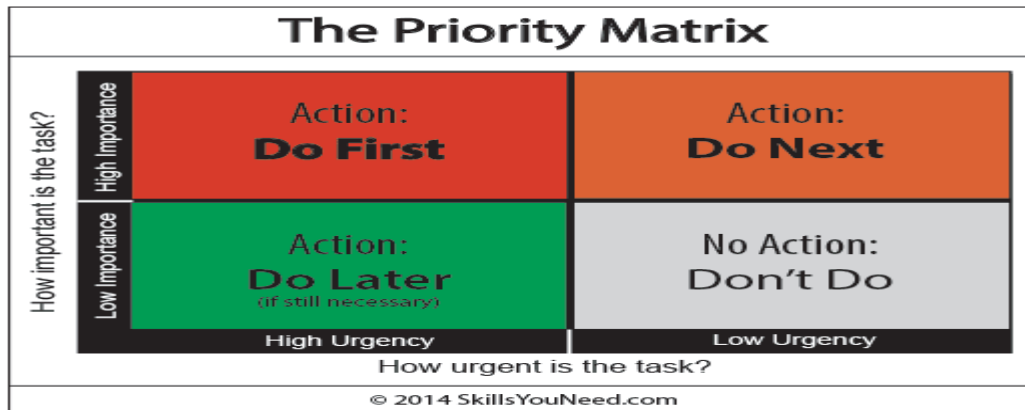 The Priority Matrix
How important is the task?
High Importance
Action:
Do First
Action:
Do Next
Low Importance
Action:
Do Later
(if still necessary)
No Action:
Don't Do
High Urgency
Low Urgency
How urgent is the task?
© 2014 SkillsYouNeed.com